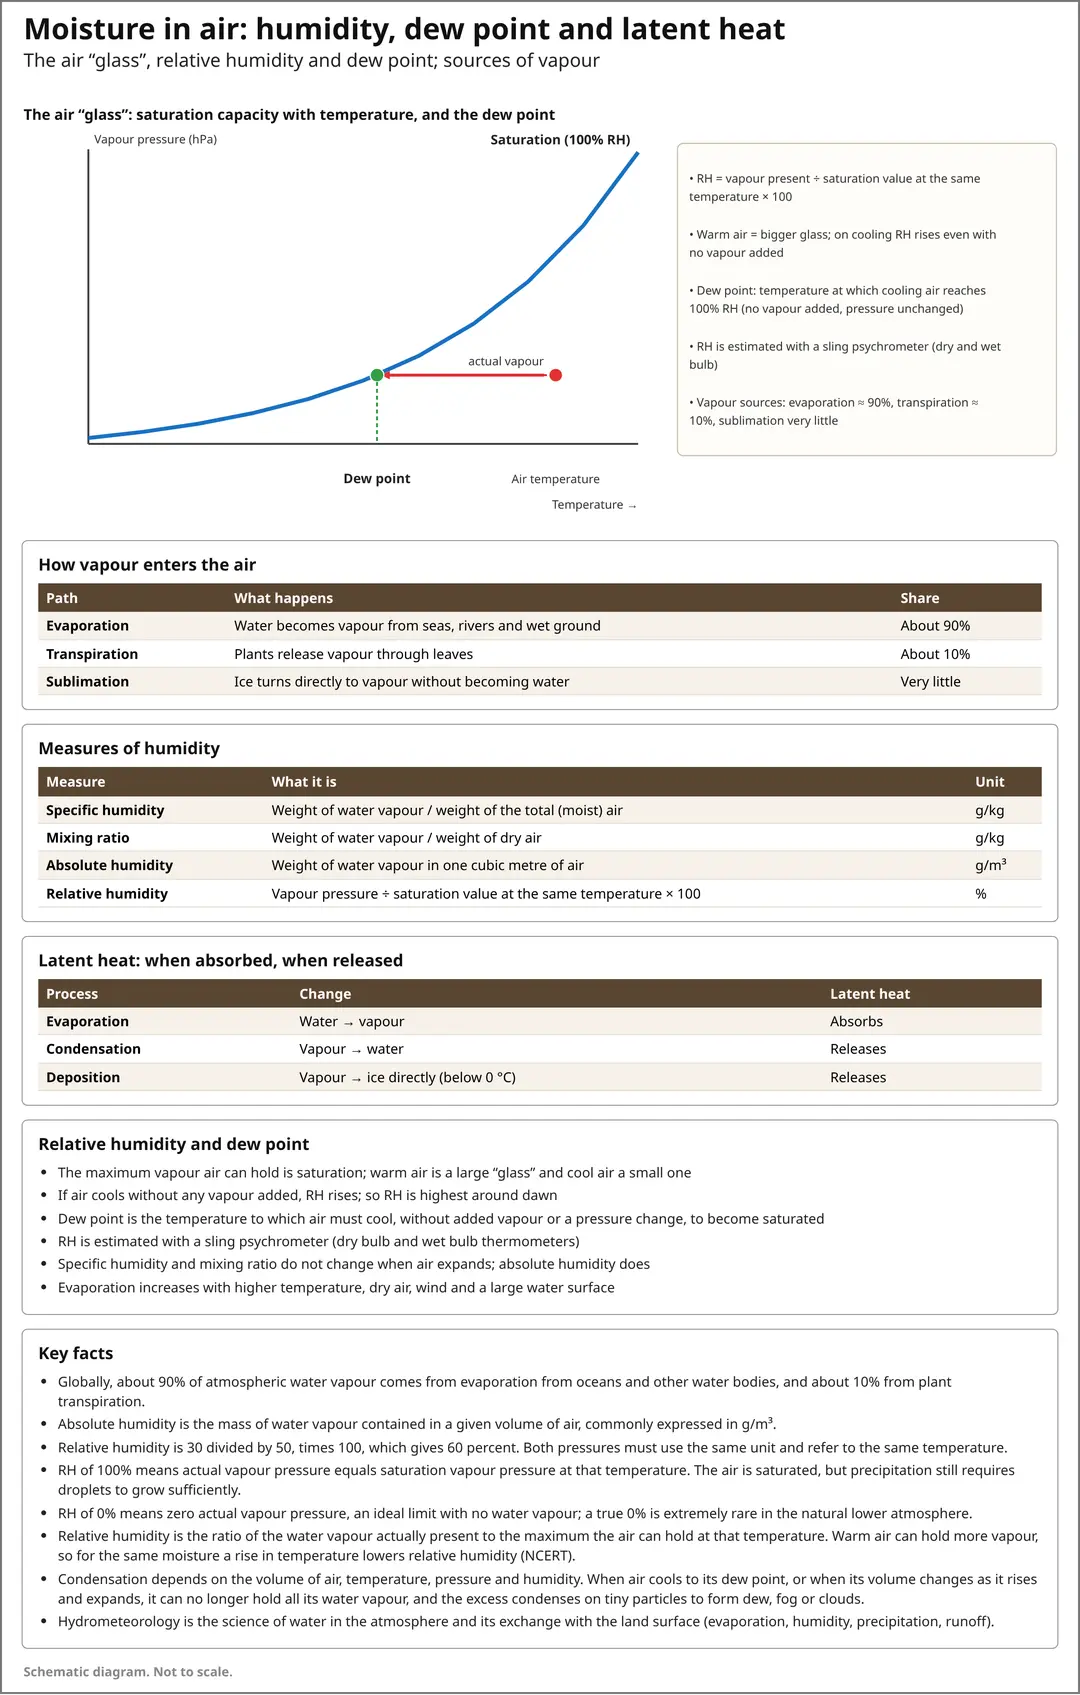 Moisture in air: humidity, dew point and latent heat
The air “glass”, relative humidity and dew point; sources of vapour
The air “glass”: saturation capacity with temperature, and the dew point
Vapour pressure (hPa)
Saturation (100% RH)
actual vapour
Dew point
Air temperature
Temperature →
• RH = vapour present ÷ saturation value at the same
temperature × 100
• Warm air = bigger glass; on cooling RH rises even with
no vapour added
• Dew point: temperature at which cooling air reaches
100% RH (no vapour added, pressure unchanged)
• RH is estimated with a sling psychrometer (dry and wet
bulb)
• Vapour sources: evaporation ≈ 90%, transpiration ≈
10%, sublimation very little
How vapour enters the air
Path What happens Share
Evaporation Water becomes vapour from seas, rivers and wet ground About 90%
Transpiration Plants release vapour through leaves About 10%
Sublimation Ice turns directly to vapour without becoming water Very little
Measures of humidity
Measure What it is Unit
Specific humidity Weight of water vapour / weight of the total (moist) air g/kg
Mixing ratio Weight of water vapour / weight of dry air g/kg
Absolute humidity Weight of water vapour in one cubic metre of air g/m³
Relative humidity Vapour pressure ÷ saturation value at the same temperature × 100 %
Latent heat: when absorbed, when released
Process Change Latent heat
Evaporation Water → vapour Absorbs
Condensation Vapour → water Releases
Deposition Vapour → ice directly (below 0 °C) Releases
Relative humidity and dew point
• The maximum vapour air can hold is saturation; warm air is a large “glass” and cool air a small one
• If air cools without any vapour added, RH rises; so RH is highest around dawn
• Dew point is the temperature to which air must cool, without added vapour or a pressure change, to become saturated
• RH is estimated with a sling psychrometer (dry bulb and wet bulb thermometers)
• Specific humidity and mixing ratio do not change when air expands; absolute humidity does
• Evaporation increases with higher temperature, dry air, wind and a large water surface
Key facts
• Globally, about 90% of atmospheric water vapour comes from evaporation from oceans and other water bodies, and about 10% from plant
transpiration.
• Absolute humidity is the mass of water vapour contained in a given volume of air, commonly expressed in g/m³.
• Relative humidity is 30 divided by 50, times 100, which gives 60 percent. Both pressures must use the same unit and refer to the same temperature.
• RH of 100% means actual vapour pressure equals saturation vapour pressure at that temperature. The air is saturated, but precipitation still requires
droplets to grow sufficiently.
• RH of 0% means zero actual vapour pressure, an ideal limit with no water vapour; a true 0% is extremely rare in the natural lower atmosphere.
• Relative humidity is the ratio of the water vapour actually present to the maximum the air can hold at that temperature. Warm air can hold more vapour,
so for the same moisture a rise in temperature lowers relative humidity (NCERT).
• Condensation depends on the volume of air, temperature, pressure and humidity. When air cools to its dew point, or when its volume changes as it rises
and expands, it can no longer hold all its water vapour, and the excess condenses on tiny particles to form dew, fog or clouds.
• Hydrometeorology is the science of water in the atmosphere and its exchange with the land surface (evaporation, humidity, precipitation, runoff).
Schematic diagram. Not to scale.